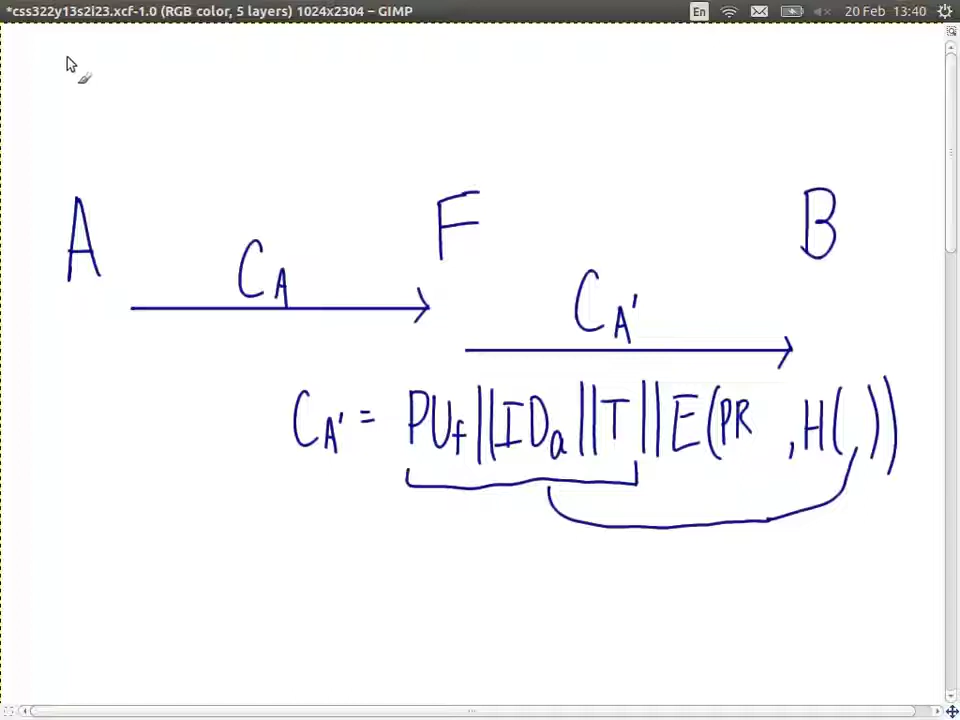 *css322y13s2i23.xcf-1.0 (RGB color, 5 layers) 1024x2304 – GIMP En 20 Feb 13:40
A F B
C_A
C_A'
C_A' = PU_f||ID_a||T||E(PR ,H( , ))